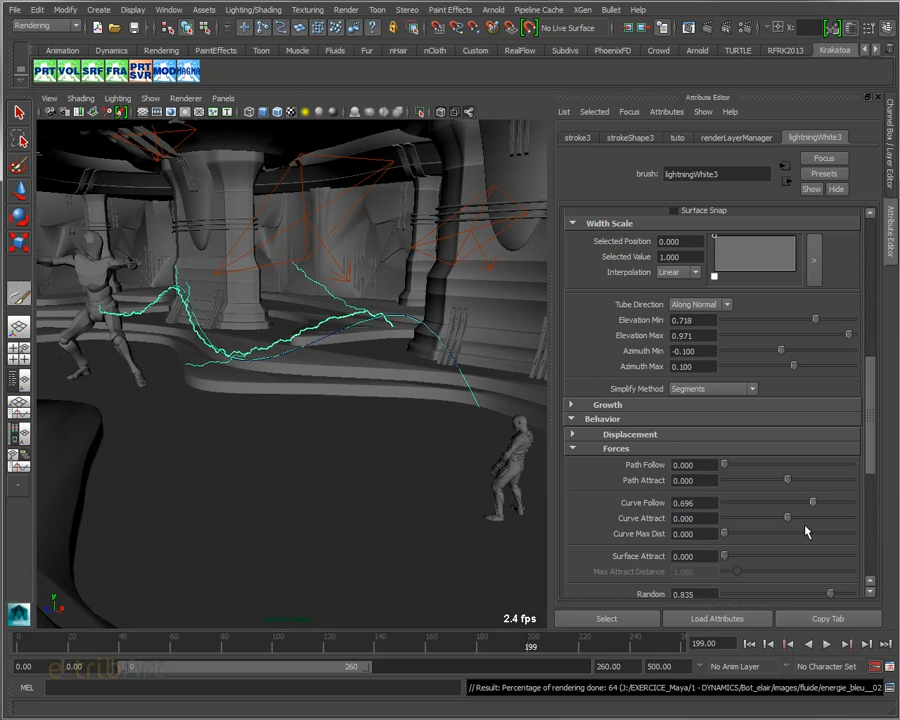 File Edit Modify Create Display Window Assets Lighting/Shading Texturing Render Toon Stereo Paint Effects Arnold Pipeline Cache XGen Bullet Help
Rendering
No Live Surface
X:
Animation Dynamics Rendering PaintEffects Toon Muscle Fluids Fur nHair nCloth Custom RealFlow Subdivs PhoenixFD Crowd Arnold TURTLE RFRK2013 Krakatoa
PRT VOL SRF FRA PRT SVR MOD MAGMA
View Shading Lighting Show Renderer Panels
Attribute Editor
List Selected Focus Attributes Show Help
stroke3 strokeShape3 tuto renderLayerManager lightningWhite3
Focus
brush: lightningWhite3
Presets
Show Hide
Surface Snap
Width Scale
Selected Position 0.000
Selected Value 1.000
Interpolation Linear
>
Tube Direction Along Normal
Elevation Min 0.718
Elevation Max 0.971
Azimuth Min -0.100
Azimuth Max 0.100
Simplify Method Segments
Growth
Behavior
Displacement
Forces
Path Follow 0.000
Path Attract 0.000
Curve Follow 0.696
Curve Attract 0.000
Curve Max Dist 0.000
Surface Attract 0.000
Max Attract Distance 1.000
Random 0.835
Select Load Attributes Copy Tab
Channel Box / Layer Editor
Attribute Editor
y
2.4 fps
0 20 40 60 80 100 120 140 160 180 200 220 240
199
199.00
0.00 0.00 0 260 260.00 500.00 No Anim Layer No Character Set
MEL
// Result: Percentage of rendering done: 64 (J:/EXERCICE_Maya/1 - DYNAMICS/Bot_elair/images/fluide/energie_bleu__02